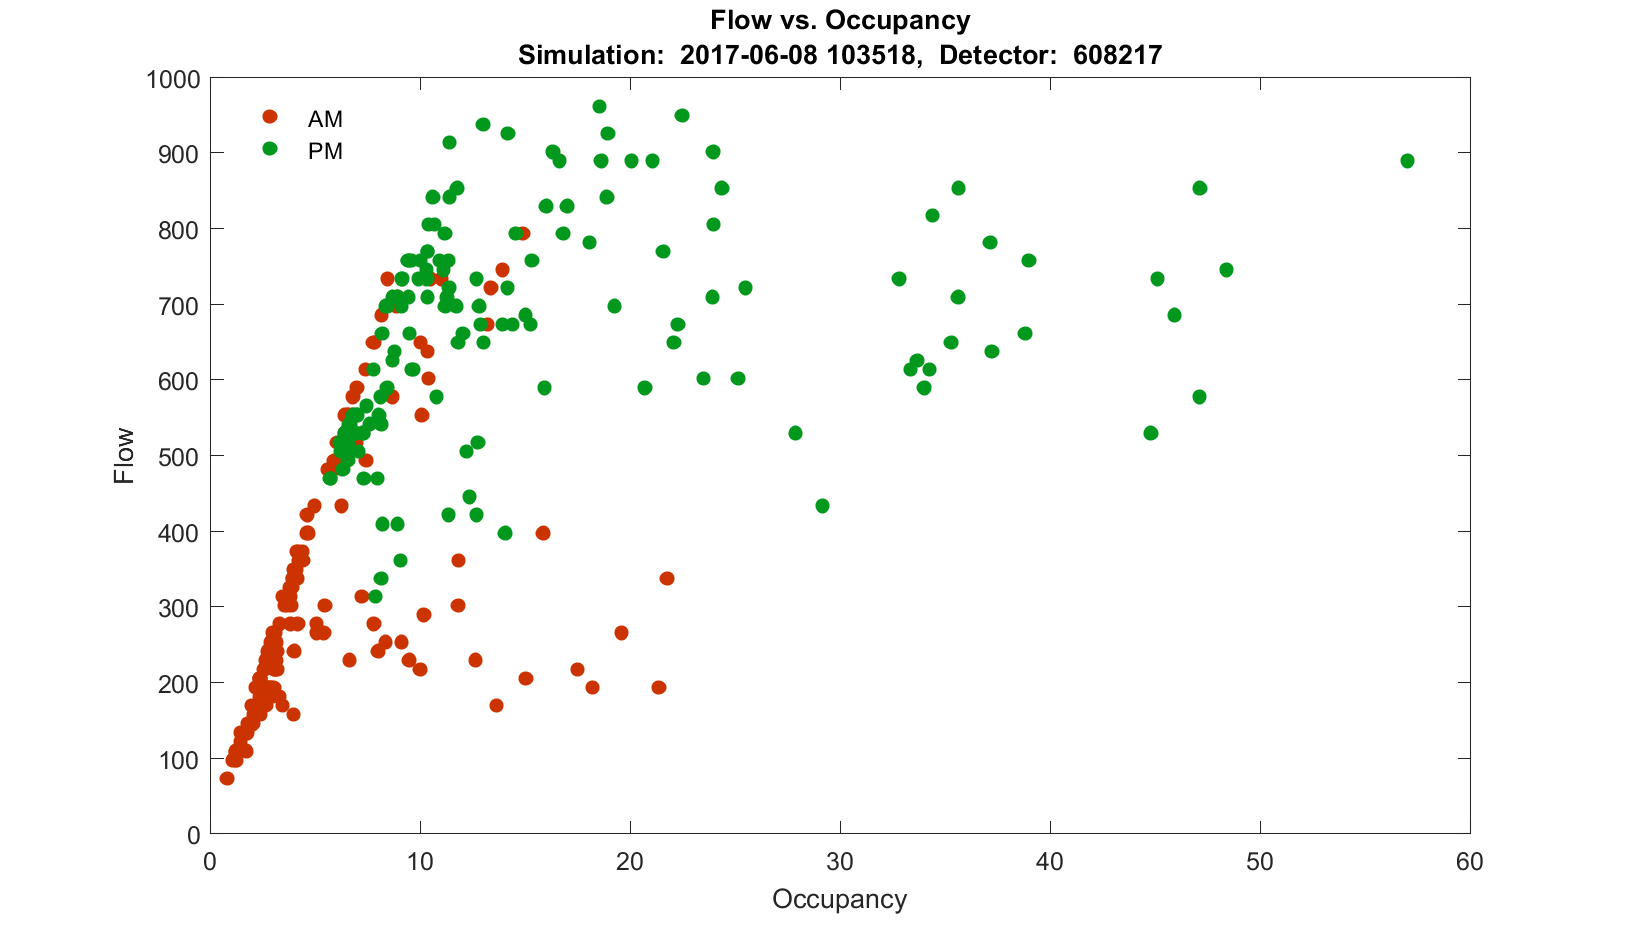 Flow vs. Occupancy
Simulation:  2017-06-08 103518,  Detector:  608217
1000
900
800
700
600
500
400
300
200
100
0
Flow
AM
PM
0 10 20 30 40 50 60
Occupancy